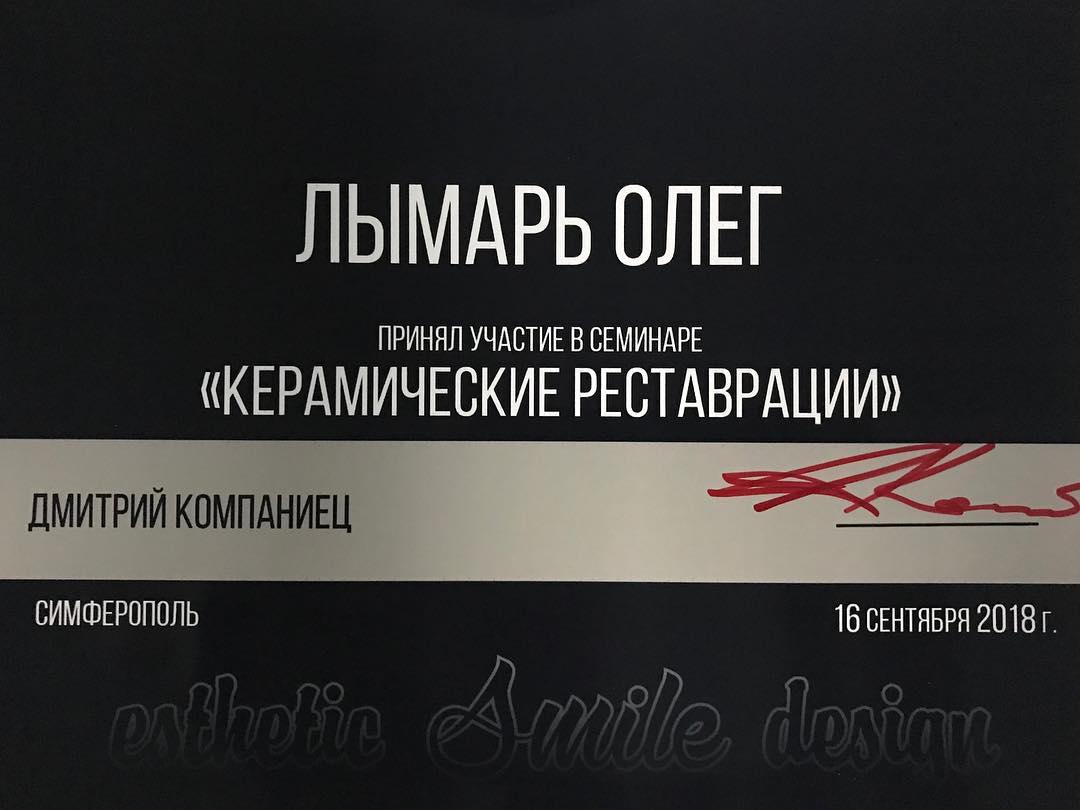 ЛЫМАРЬ ОЛЕГ
ПРИНЯЛ УЧАСТИЕ В СЕМИНАРЕ
«КЕРАМИЧЕСКИЕ РЕСТАВРАЦИИ»
ДМИТРИЙ КОМПАНИЕЦ
СИМФЕРОПОЛЬ
16 СЕНТЯБРЯ 2018 г.
esthetic Smile design